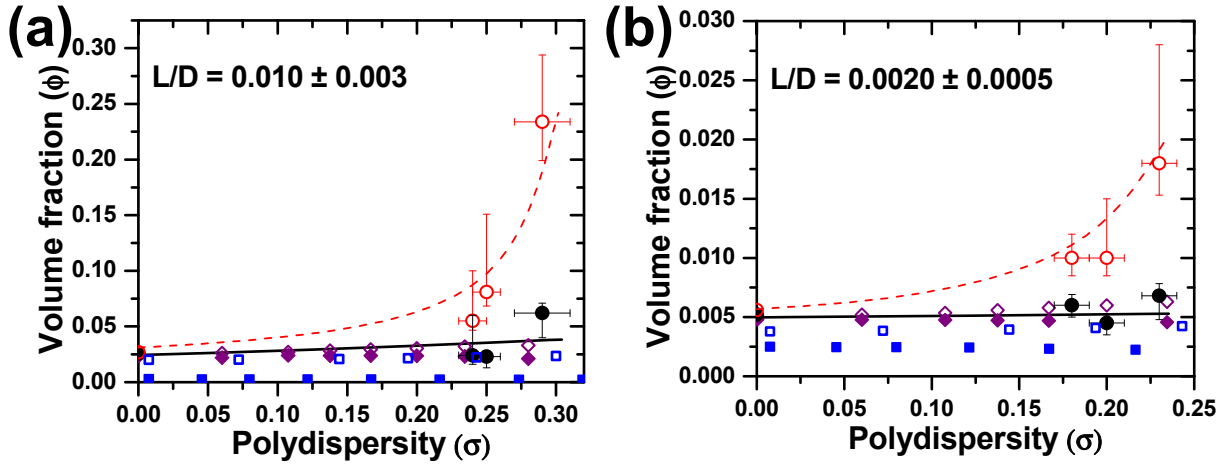 (a)
L/D = 0.010 ± 0.003
Volume fraction (ϕ)
0.30
0.25
0.20
0.15
0.10
0.05
0.00
0.00 0.05 0.10 0.15 0.20 0.25 0.30
Polydispersity (σ)
(b)
L/D = 0.0020 ± 0.0005
Volume fraction (ϕ)
0.030
0.025
0.020
0.015
0.010
0.005
0.000
0.00 0.05 0.10 0.15 0.20 0.25
Polydispersity (σ)